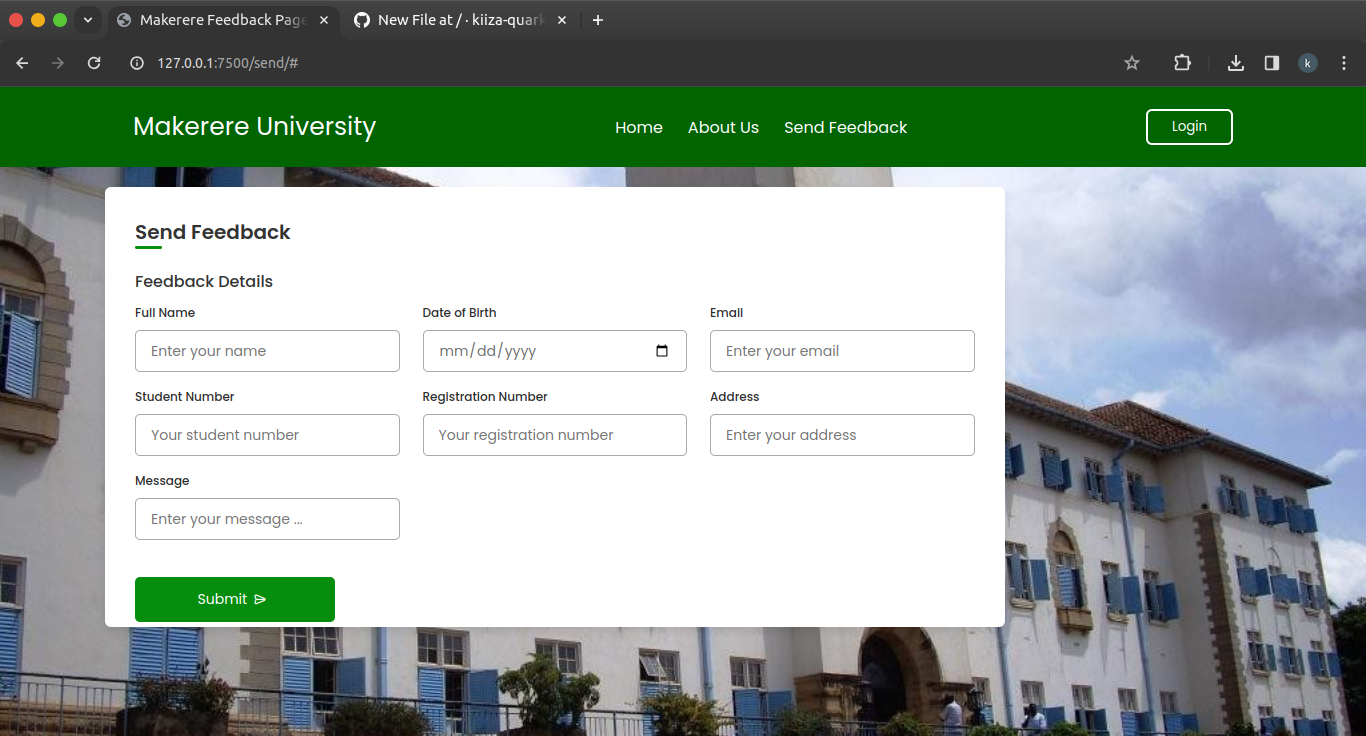 Makerere Feedback Page
New File at / · kiiza-quark
127.0.0.1:7500/send/#
k
Makerere University
Home
About Us
Send Feedback
Login
Send Feedback
Feedback Details
Full Name
Date of Birth
Email
Enter your name
mm/dd/yyyy
Enter your email
Student Number
Registration Number
Address
Your student number
Your registration number
Enter your address
Message
Enter your message ...
Submit